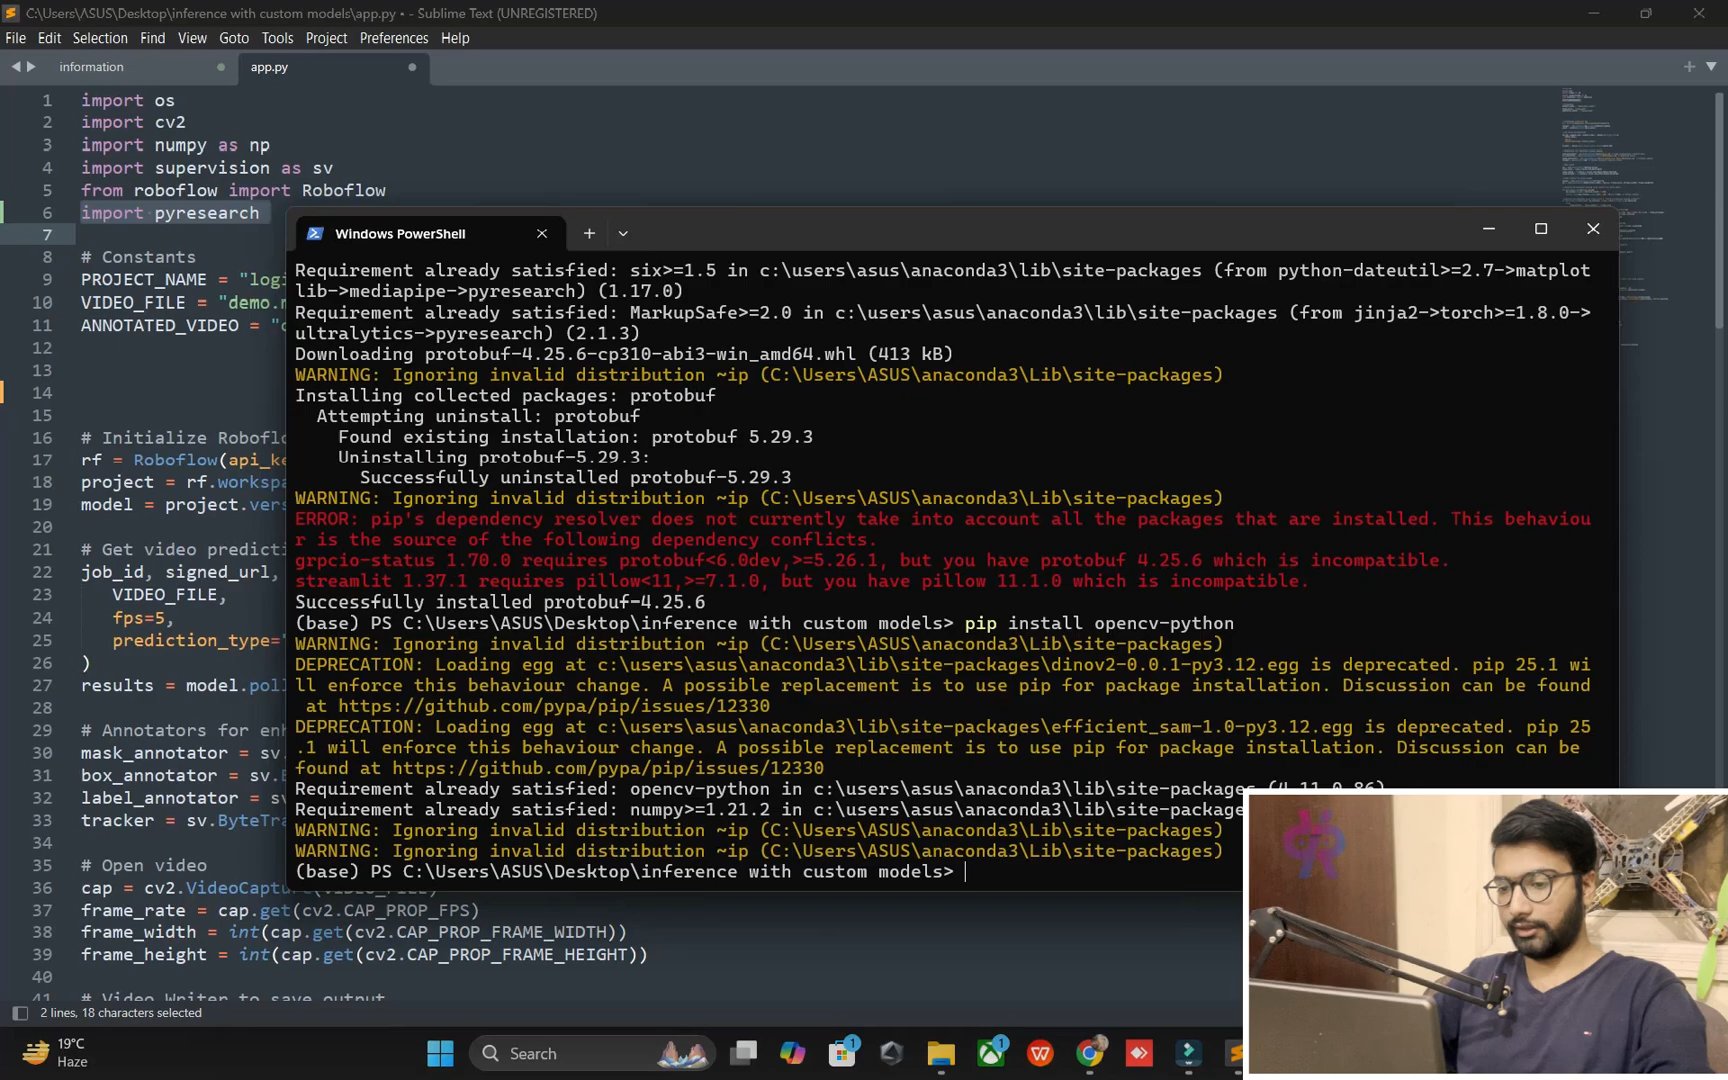 C:\Users\ASUS\Desktop\inference with custom models\app.py • - Sublime Text (UNREGISTERED)
File Edit Selection Find View Goto Tools Project Preferences Help
information
app.py
1 import os
2 import cv2
3 import numpy as np
4 import supervision as sv
5 from roboflow import Roboflow
6 import pyresearch
7
8 # Constants
9 PROJECT_NAME = "logi
10 VIDEO_FILE = "demo.
11 ANNOTATED_VIDEO = "
12
13
14
15
16 # Initialize Roboflo
17 rf = Roboflow(api_ke
18 project = rf.workspa
19 model = project.vers
20
21 # Get video predicti
22 job_id, signed_url,
23 VIDEO_FILE,
24 fps=5,
25 prediction_type="
26 )
27 results = model.poll
28
29 # Annotators for enh
30 mask_annotator = sv.
31 box_annotator = sv.
32 label_annotator = sv
33 tracker = sv.ByteTra
34
35 # Open video
36 cap = cv2.VideoCapture(VIDEO_FILE)
37 frame_rate = cap.get(cv2.CAP_PROP_FPS)
38 frame_width = int(cap.get(cv2.CAP_PROP_FRAME_WIDTH))
39 frame_height = int(cap.get(cv2.CAP_PROP_FRAME_HEIGHT))
40
41 # Video Writer to save output
Windows PowerShell
Requirement already satisfied: six>=1.5 in c:\users\asus\anaconda3\lib\site-packages (from python-dateutil>=2.7->matplot
lib->mediapipe->pyresearch) (1.17.0)
Requirement already satisfied: MarkupSafe>=2.0 in c:\users\asus\anaconda3\lib\site-packages (from jinja2->torch>=1.8.0->
ultralytics->pyresearch) (2.1.3)
Downloading protobuf-4.25.6-cp310-abi3-win_amd64.whl (413 kB)
WARNING: Ignoring invalid distribution ~ip (C:\Users\ASUS\anaconda3\Lib\site-packages)
Installing collected packages: protobuf
Attempting uninstall: protobuf
Found existing installation: protobuf 5.29.3
Uninstalling protobuf-5.29.3:
Successfully uninstalled protobuf-5.29.3
WARNING: Ignoring invalid distribution ~ip (C:\Users\ASUS\anaconda3\Lib\site-packages)
ERROR: pip's dependency resolver does not currently take into account all the packages that are installed. This behaviou
r is the source of the following dependency conflicts.
grpcio-status 1.70.0 requires protobuf<6.0dev,>=5.26.1, but you have protobuf 4.25.6 which is incompatible.
streamlit 1.37.1 requires pillow<11,>=7.1.0, but you have pillow 11.1.0 which is incompatible.
Successfully installed protobuf-4.25.6
(base) PS C:\Users\ASUS\Desktop\inference with custom models> pip install opencv-python
WARNING: Ignoring invalid distribution ~ip (C:\Users\ASUS\anaconda3\Lib\site-packages)
DEPRECATION: Loading egg at c:\users\asus\anaconda3\lib\site-packages\dinov2-0.0.1-py3.12.egg is deprecated. pip 25.1 wi
ll enforce this behaviour change. A possible replacement is to use pip for package installation. Discussion can be found
at https://github.com/pypa/pip/issues/12330
DEPRECATION: Loading egg at c:\users\asus\anaconda3\lib\site-packages\efficient_sam-1.0-py3.12.egg is deprecated. pip 25
.1 will enforce this behaviour change. A possible replacement is to use pip for package installation. Discussion can be
found at https://github.com/pypa/pip/issues/12330
Requirement already satisfied: opencv-python in c:\users\asus\anaconda3\lib\site-packages (4.11.0.86)
Requirement already satisfied: numpy>=1.21.2 in c:\users\asus\anaconda3\lib\site-packages
WARNING: Ignoring invalid distribution ~ip (C:\Users\ASUS\anaconda3\Lib\site-packages)
WARNING: Ignoring invalid distribution ~ip (C:\Users\ASUS\anaconda3\Lib\site-packages)
(base) PS C:\Users\ASUS\Desktop\inference with custom models>
2 lines, 18 characters selected
19°C
Haze
Search
1
1